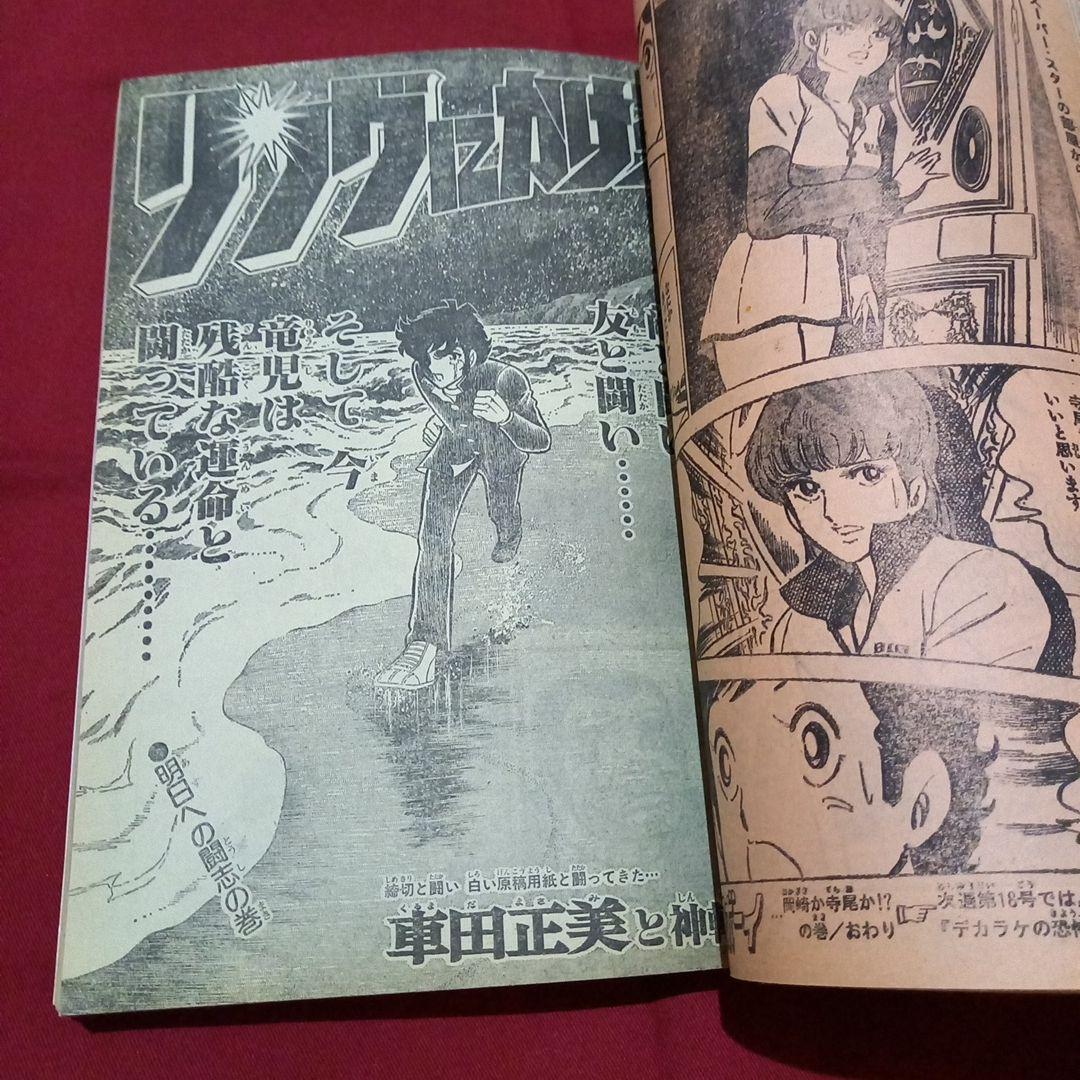 リングにかけ
友と闘い……
そして今
竜児は
残酷な運命と
闘っている…………
明日への闘志の巻
締切と闘い 白い原稿用紙と闘ってきた…
車田正美と神
スターの部屋か
いいと思います
岡崎か寺尾か!?
の巻/おわり
次週第18号では
『デカラケの恐怖